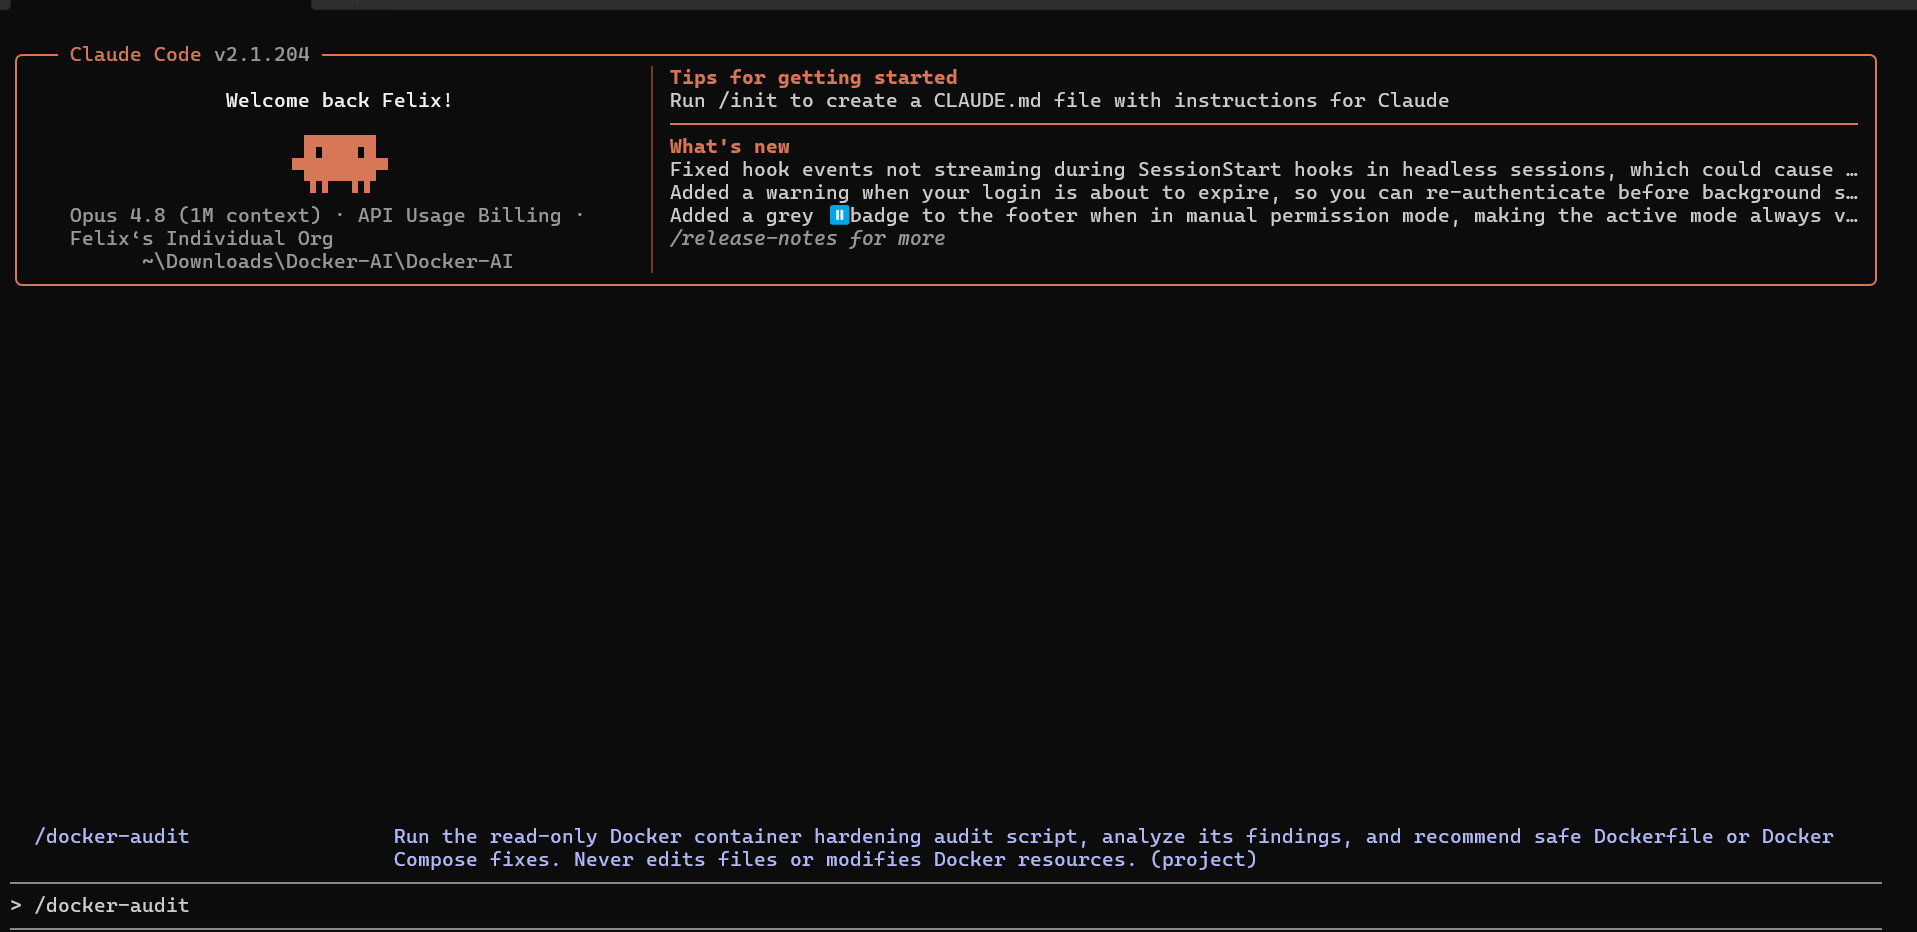 Claude Code v2.1.204
Welcome back Felix!
Opus 4.8 (1M context) · API Usage Billing ·
Felix‘s Individual Org
~\Downloads\Docker-AI\Docker-AI
Tips for getting started
Run /init to create a CLAUDE.md file with instructions for Claude
What's new
Fixed hook events not streaming during SessionStart hooks in headless sessions, which could cause …
Added a warning when your login is about to expire, so you can re-authenticate before background s…
Added a grey ⏸badge to the footer when in manual permission mode, making the active mode always v…
/release-notes for more
/docker-audit Run the read-only Docker container hardening audit script, analyze its findings, and recommend safe Dockerfile or Docker
Compose fixes. Never edits files or modifies Docker resources. (project)
> /docker-audit